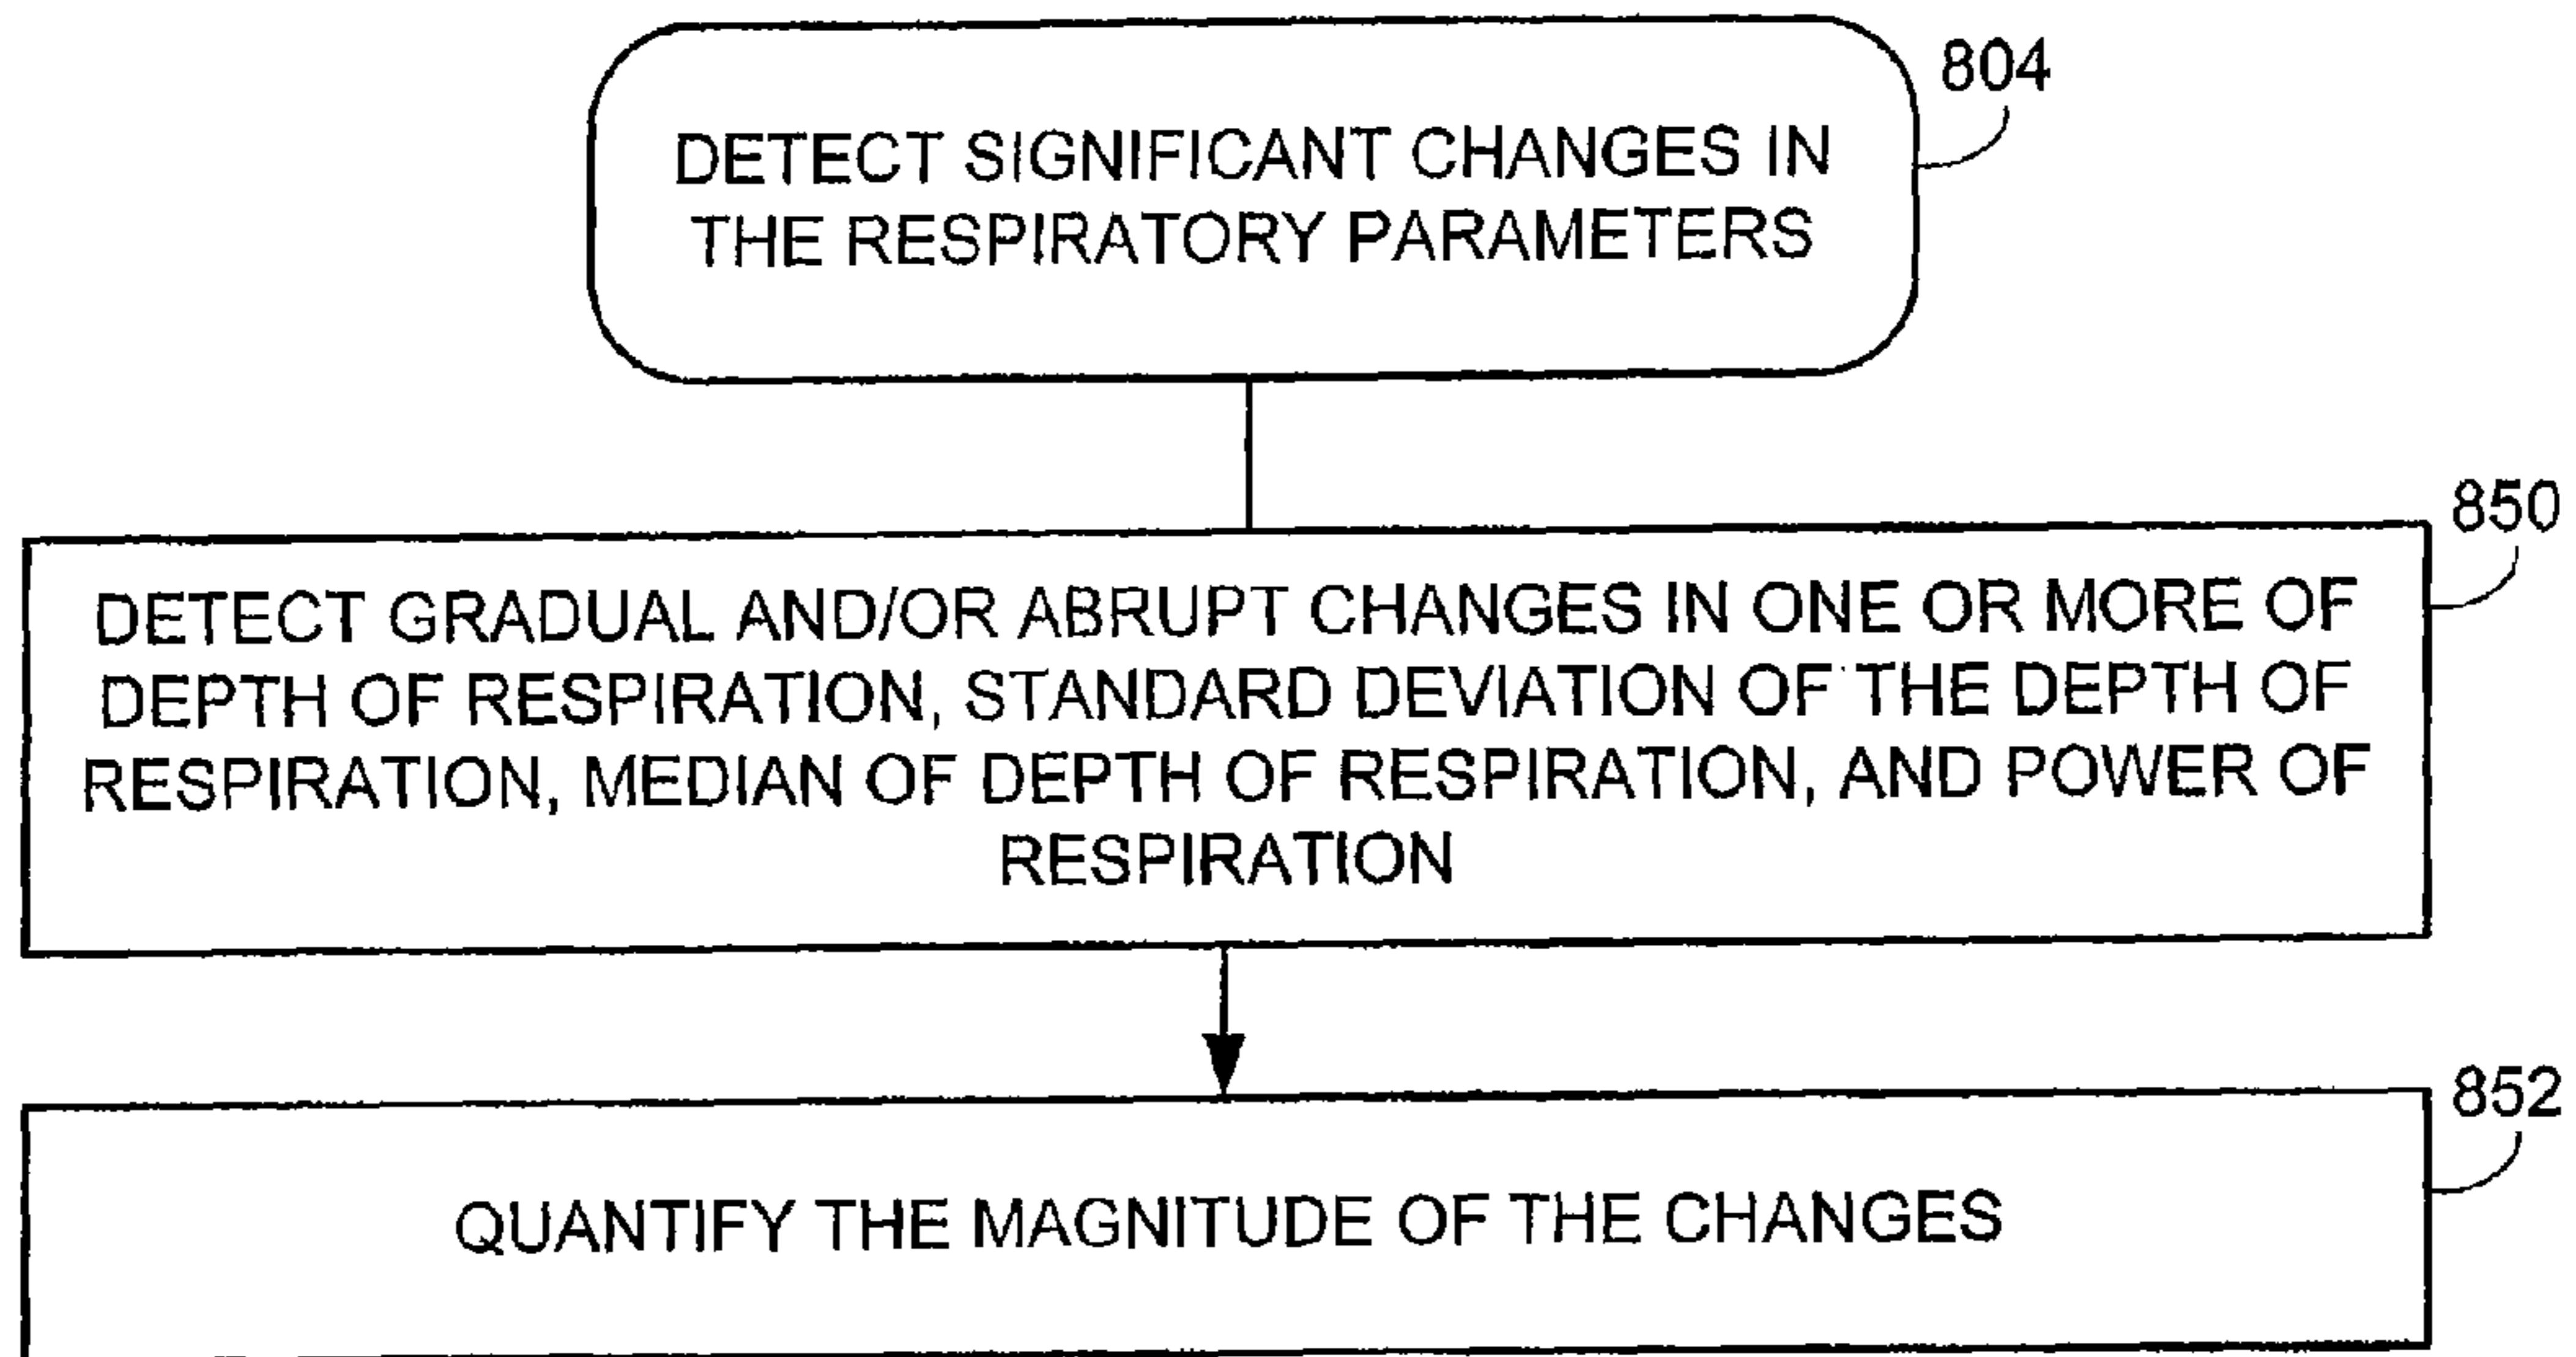 804
DETECT SIGNIFICANT CHANGES IN
THE RESPIRATORY PARAMETERS
850
DETECT GRADUAL AND/OR ABRUPT CHANGES IN ONE OR MORE OF
DEPTH OF RESPIRATION, STANDARD DEVIATION OF THE DEPTH OF
RESPIRATION, MEDIAN OF DEPTH OF RESPIRATION, AND POWER OF
RESPIRATION
852
QUANTIFY THE MAGNITUDE OF THE CHANGES